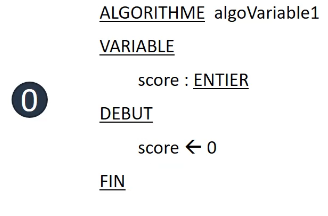 ALGORITHME algoVariable1
VARIABLE
score : ENTIER
0
DEBUT
score ← 0
FIN